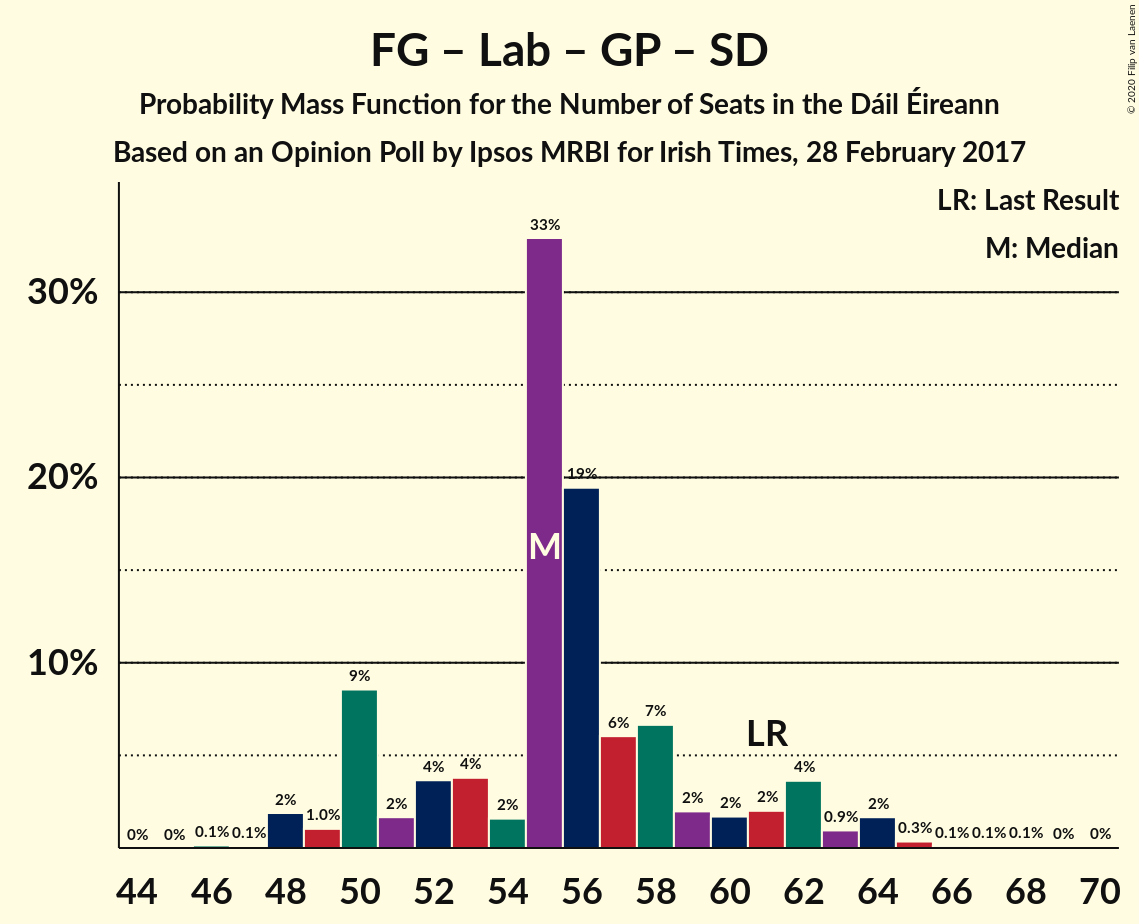 FG – Lab – GP – SD
Probability Mass Function for the Number of Seats in the Dáil Éireann
Based on an Opinion Poll by Ipsos MRBI for Irish Times, 28 February 2017
© 2020 Filip van Laenen
LR: Last Result
M: Median
30%
20%
10%
0% 0% 0.1% 0.1% 2% 1.0% 9% 2% 4% 4% 2% 33% 19% 6% 7% 2% 2% 2% 4% 0.9% 2% 0.3% 0.1% 0.1% 0.1% 0% 0%
M
LR
44 46 48 50 52 54 56 58 60 62 64 66 68 70